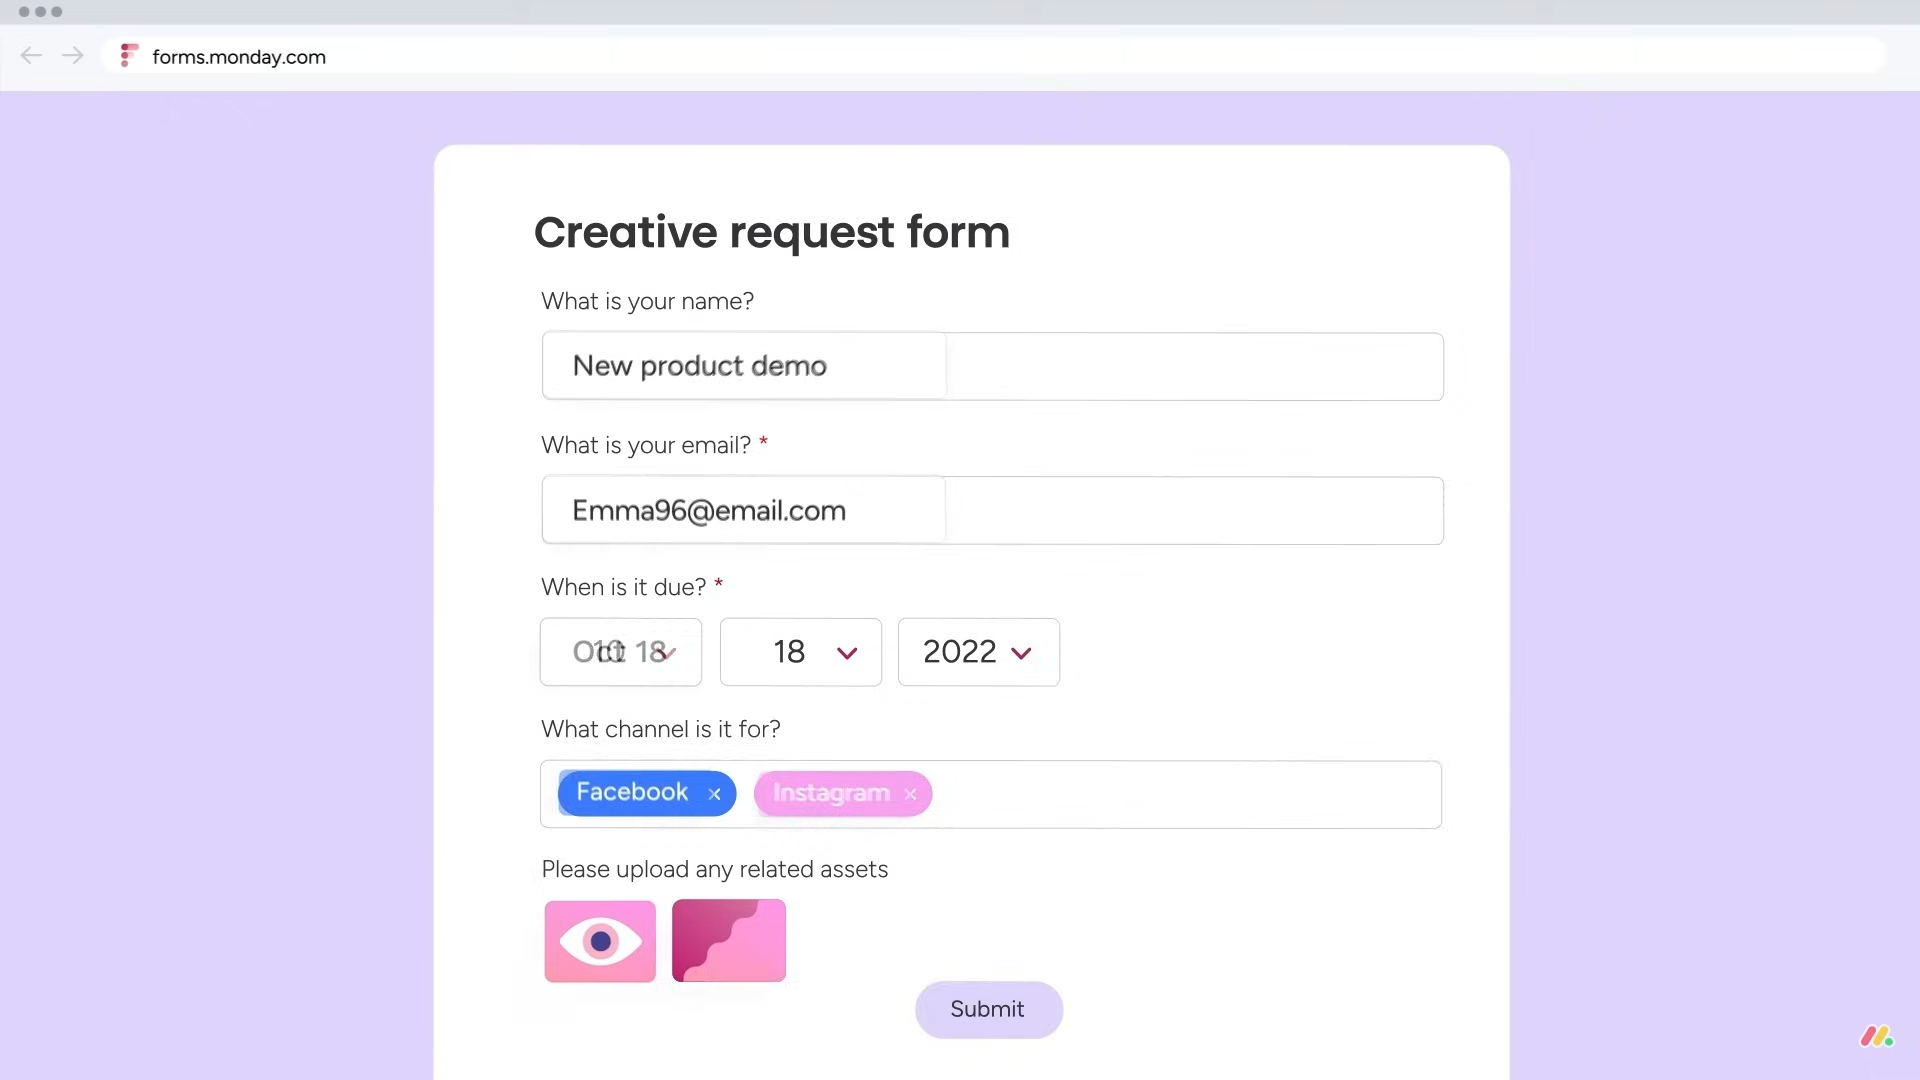 forms.monday.com
Creative request form
What is your name?
New product demo
What is your email? *
Emma96@email.com
When is it due? *
18 2022
What channel is it for?
Facebook × Instagram ×
Please upload any related assets
Submit